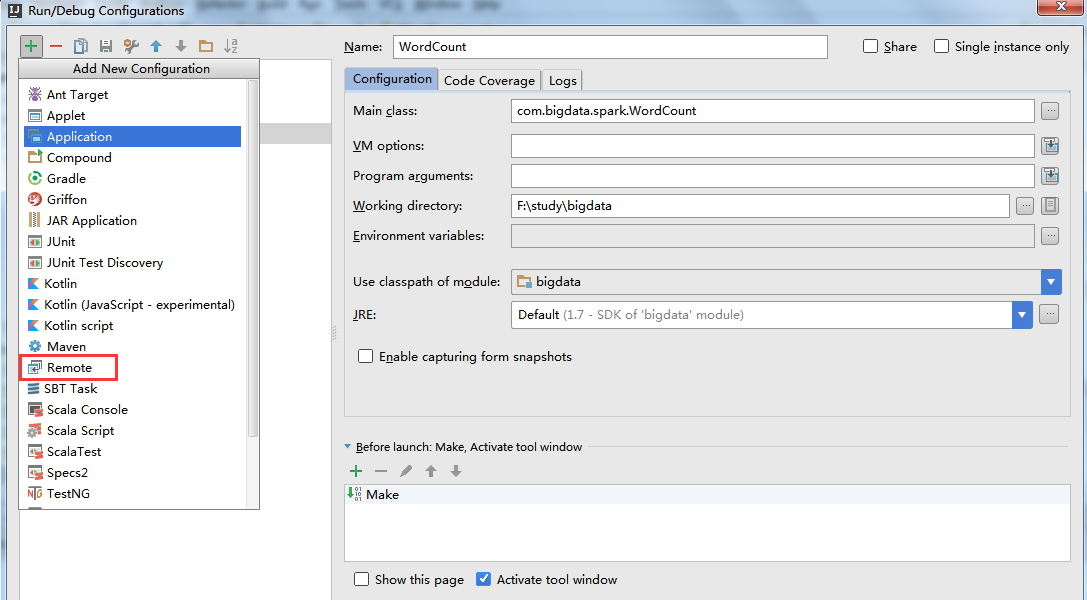 Run/Debug Configurations
Add New Configuration
Ant Target
Applet
Application
Compound
Gradle
Griffon
JAR Application
JUnit
JUnit Test Discovery
Kotlin
Kotlin (JavaScript - experimental)
Kotlin script
Maven
Remote
SBT Task
Scala Console
Scala Script
ScalaTest
Specs2
TestNG
Name: WordCount
Share
Single instance only
Configuration Code Coverage Logs
Main class: com.bigdata.spark.WordCount
VM options:
Program arguments:
Working directory: F:\study\bigdata
Environment variables:
Use classpath of module: bigdata
JRE: Default (1.7 - SDK of 'bigdata' module)
Enable capturing form snapshots
Before launch: Make, Activate tool window
Make
Show this page Activate tool window